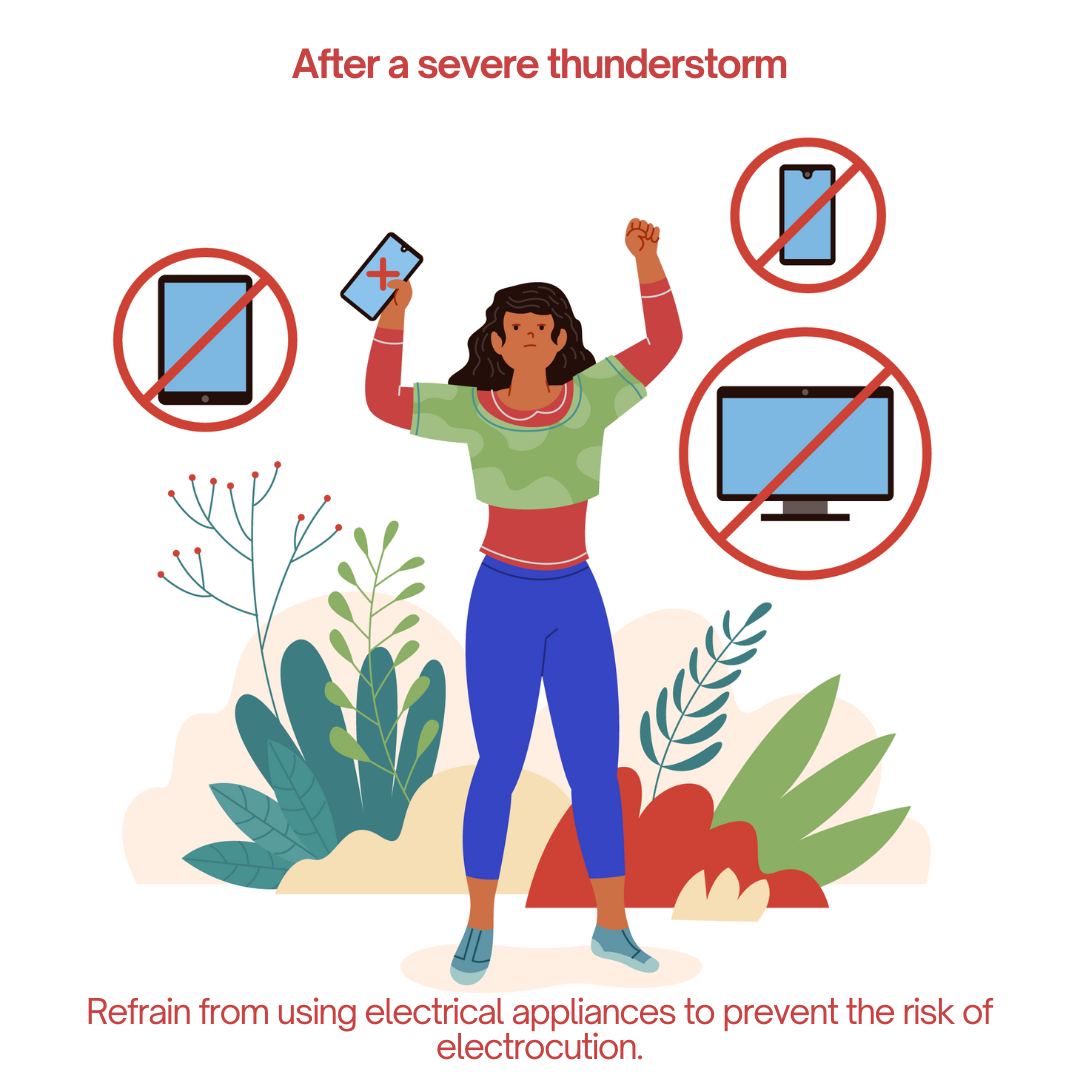 After a severe thunderstorm
Refrain from using electrical appliances to prevent the risk of
electrocution.